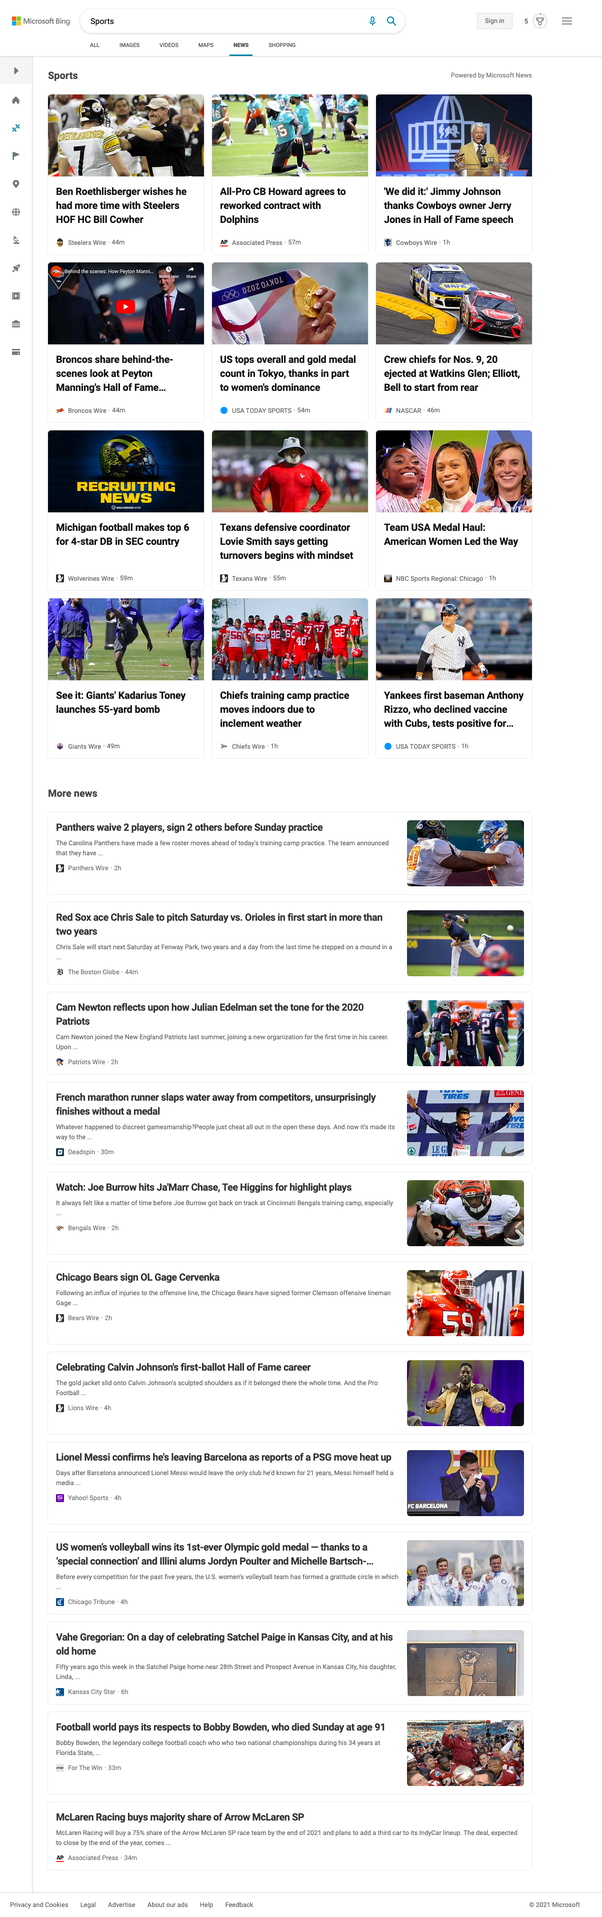 Microsoft Bing
Sports
Sign in
5
ALL
IMAGES
VIDEOS
MAPS
NEWS
SHOPPING
Sports
Powered by Microsoft News
7
Ben Roethlisberger wishes he
had more time with Steelers
HOF HC Bill Cowher
Steelers Wire · 44m
All-Pro CB Howard agrees to
reworked contract with
Dolphins
AP
Associated Press · 57m
'We did it:' Jimmy Johnson
thanks Cowboys owner Jerry
Jones in Hall of Fame speech
Cowboys Wire · 1h
Behind the scenes: How Peyton Manni...
Share
Broncos share behind-the-
scenes look at Peyton
Manning's Hall of Fame...
Broncos Wire · 44m
TOKYO 2020
US tops overall and gold medal
count in Tokyo, thanks in part
to women's dominance
USA TODAY SPORTS · 54m
NAPA
Crew chiefs for Nos. 9, 20
ejected at Watkins Glen; Elliott,
Bell to start from rear
NASCAR · 46m
RECRUITING
NEWS
Michigan football makes top 6
for 4-star DB in SEC country
Wolverines Wire · 59m
Texans defensive coordinator
Lovie Smith says getting
turnovers begins with mindset
Texans Wire · 55m
Team USA Medal Haul:
American Women Led the Way
NBC Sports Regional: Chicago · 1h
See it: Giants' Kadarius Toney
launches 55-yard bomb
Giants Wire · 49m
56
53
40
52
Chiefs training camp practice
moves indoors due to
inclement weather
Chiefs Wire · 1h
Yankees first baseman Anthony
Rizzo, who declined vaccine
with Cubs, tests positive for...
USA TODAY SPORTS · 1h
More news
Panthers waive 2 players, sign 2 others before Sunday practice
The Carolina Panthers have made a few roster moves ahead of today's training camp practice. The team announced
that they have ...
Panthers Wire · 2h
Red Sox ace Chris Sale to pitch Saturday vs. Orioles in first start in more than
two years
Chris Sale will start next Saturday at Fenway Park, two years and a day from the last time he stepped on a mound in a
...
The Boston Globe · 44m
Cam Newton reflects upon how Julian Edelman set the tone for the 2020
Patriots
Cam Newton joined the New England Patriots last summer, joining a new organization for the first time in his career.
Upon ...
Patriots Wire · 2h
11
French marathon runner slaps water away from competitors, unsurprisingly
finishes without a medal
Whatever happened to discreet gamesmanship?People just cheat all out in the open these days. And now it's made its
way to the ...
Deadspin · 30m
TIRES
Watch: Joe Burrow hits Ja'Marr Chase, Tee Higgins for highlight plays
It always felt like a matter of time before Joe Burrow got back on track at Cincinnati Bengals training camp, especially
...
Bengals Wire · 2h
Chicago Bears sign OL Gage Cervenka
Following an influx of injuries to the offensive line, the Chicago Bears have signed former Clemson offensive lineman
Gage ...
Bears Wire · 2h
59
Celebrating Calvin Johnson's first-ballot Hall of Fame career
The gold jacket slid onto Calvin Johnson's sculpted shoulders as if it belonged there the whole time. And the Pro
Football ...
Lions Wire · 4h
Lionel Messi confirms he's leaving Barcelona as reports of a PSG move heat up
Days after Barcelona announced Lionel Messi would leave the only club he'd known for 21 years, Messi himself held a
media ...
Yahoo! Sports · 4h
FC BARCELONA
US women's volleyball wins its 1st-ever Olympic gold medal — thanks to a
'special connection' and Illini alums Jordyn Poulter and Michelle Bartsch-...
Before every competition for the past five years, the U.S. women's volleyball team has formed a gratitude circle in which
...
Chicago Tribune · 4h
Vahe Gregorian: On a day of celebrating Satchel Paige in Kansas City, and at his
old home
Fifty years ago this week in the Satchel Paige home near 28th Street and Prospect Avenue in Kansas City, his daughter,
Linda, ...
Kansas City Star · 6h
Football world pays its respects to Bobby Bowden, who died Sunday at age 91
Bobby Bowden, the legendary college football coach who who two national championships during his 34 years at
Florida State, ...
For The Win · 33m
McLaren Racing buys majority share of Arrow McLaren SP
McLaren Racing will buy a 75% share of the Arrow McLaren SP race team by the end of 2021 and plans to add a third car to its IndyCar lineup. The deal, expected
to close by the end of the year, comes ...
AP
Associated Press · 34m
Privacy and Cookies
Legal
Advertise
About our ads
Help
Feedback
© 2021 Microsoft